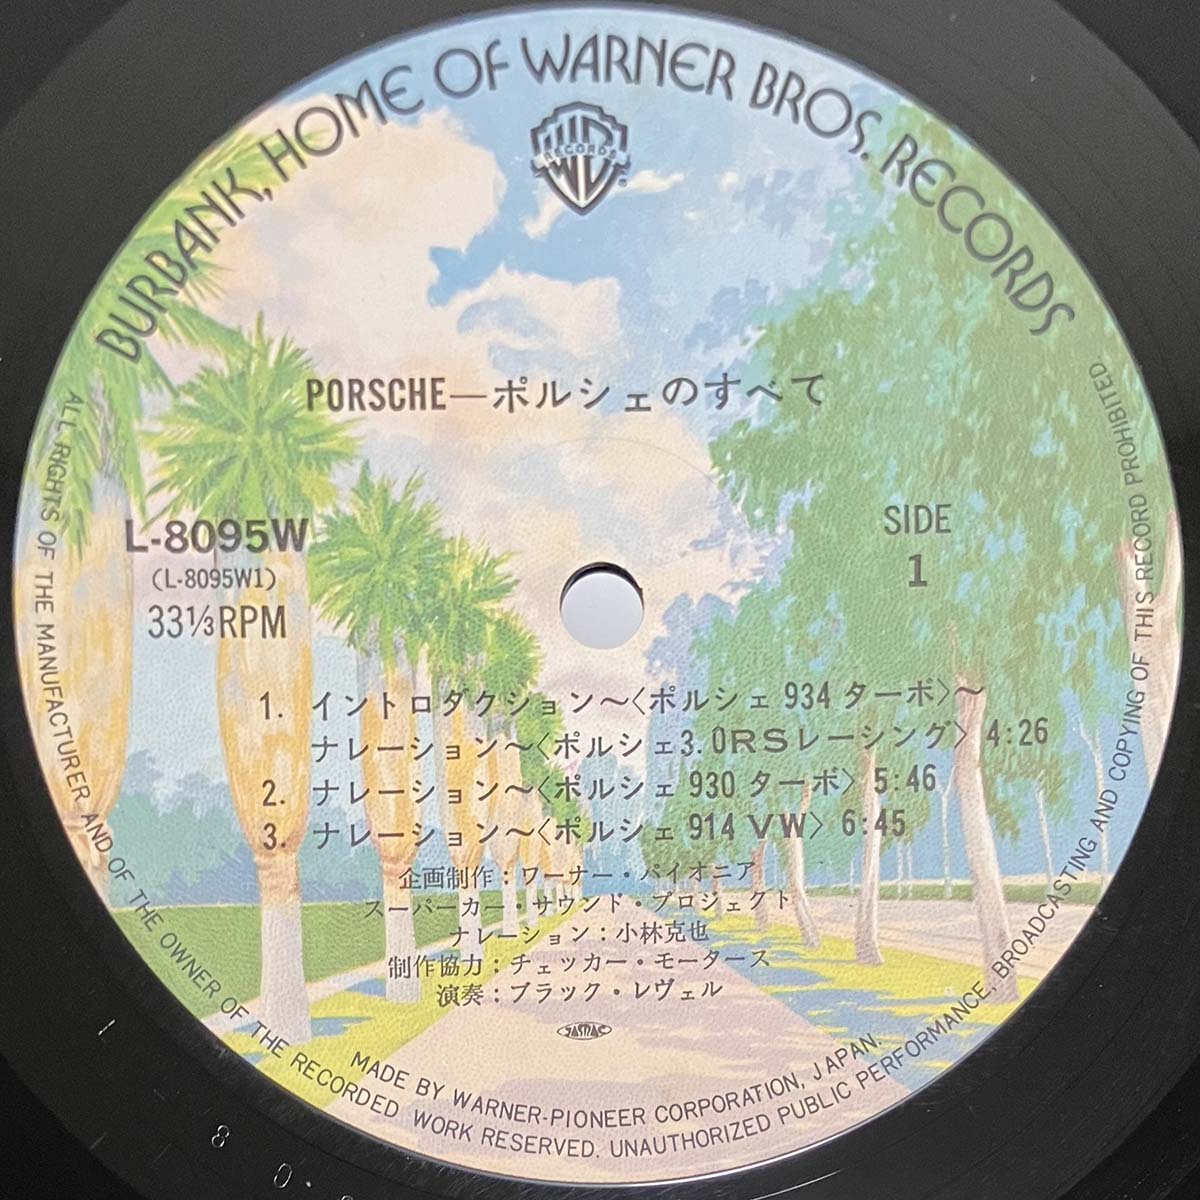 BURBANK, HOME OF WARNER BROS. RECORDS
WB
RECORDS
®
PORSCHE—ポルシェのすべて
L-8095W
(L-8095W1)
33⅓RPM
SIDE
1
1. イントロダクション〜〈ポルシェ 934 ターボ〉〜
ナレーション〜〈ポルシェ3.0RSレーシング〉 4:26
2. ナレーション〜〈ポルシェ 930 ターボ〉 5:46
3. ナレーション〜〈ポルシェ 914 VW〉 6:45
企画制作：ワーナー・パイオニア
スーパーカー・サウンド・プロジェクト
ナレーション：小林克也
制作協力：チェッカー・モータース
演奏：ブラック・レヴェル
JASRAC
MADE BY WARNER-PIONEER CORPORATION, JAPAN.
ALL RIGHTS OF THE MANUFACTURER AND OF THE OWNER OF THE RECORDED WORK RESERVED. UNAUTHORIZED PUBLIC PERFORMANCE, BROADCASTING AND COPYING OF THIS RECORD PROHIBITED